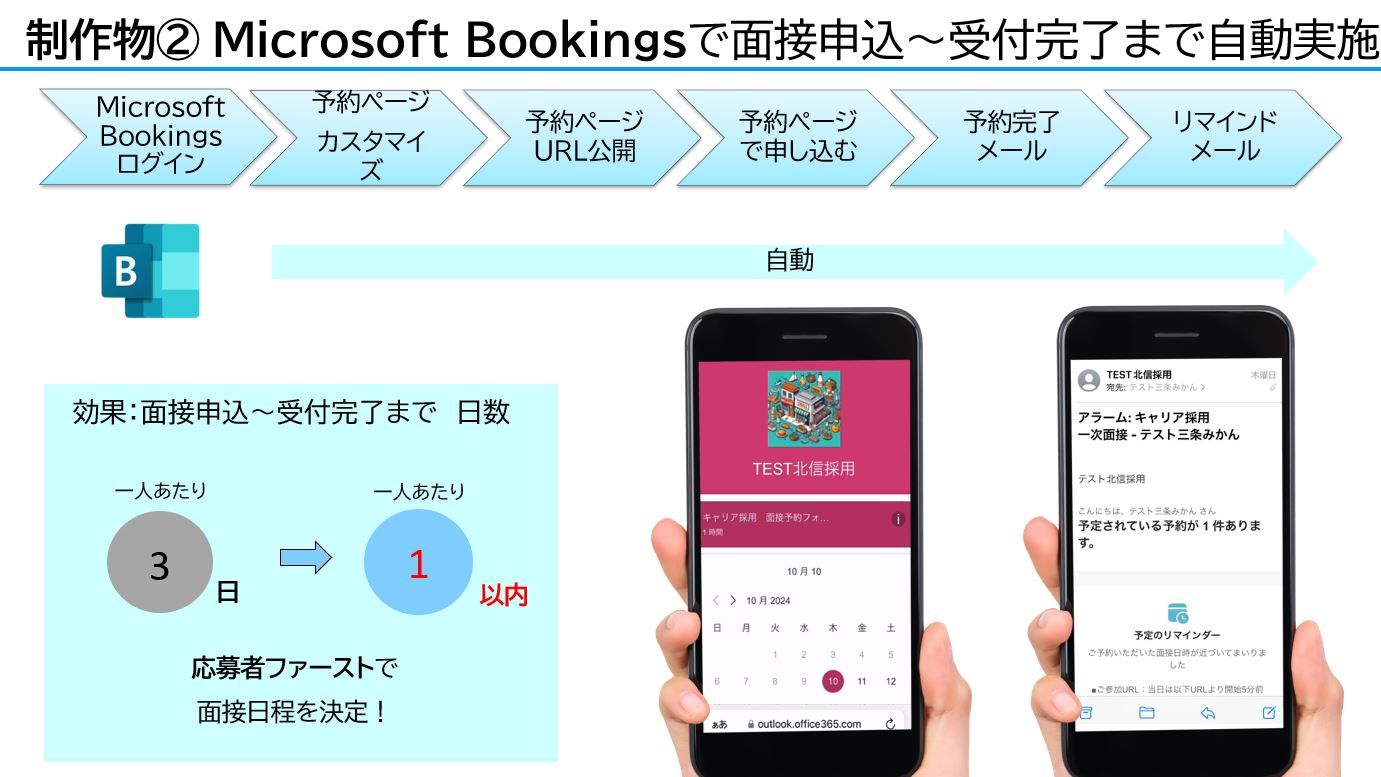 制作物② Microsoft Bookingsで面接申込～受付完了まで自動実施
Microsoft
Bookings
ログイン
予約ページ
カスタマイ
ズ
予約ページ
URL公開
予約ページ
で申し込む
予約完了
メール
リマインド
メール
B
自動
効果：面接申込～受付完了まで　日数
一人あたり
3
日
一人あたり
1
以内
応募者ファーストで
面接日程を決定！
TEST北信採用
キャリア採用　面接予約フォ...
1 時間
i
10 月 10
10 月 2024
日 月 火 水 木 金 土
1 2 3 4 5
6 7 8 9 10 11 12
ぁあ outlook.office365.com
TEST 北信採用
木曜日
宛先: テスト三条みかん
アラーム: キャリア採用
一次面接 - テスト三条みかん
テスト北信採用
こんにちは、テスト三条みかん さん
予定されている予約が 1 件ありま
す。
予定のリマインダー
ご予約いただいた面接日時が近づいてまいりま
した
■ご参加URL：当日は以下URLより開始5分前